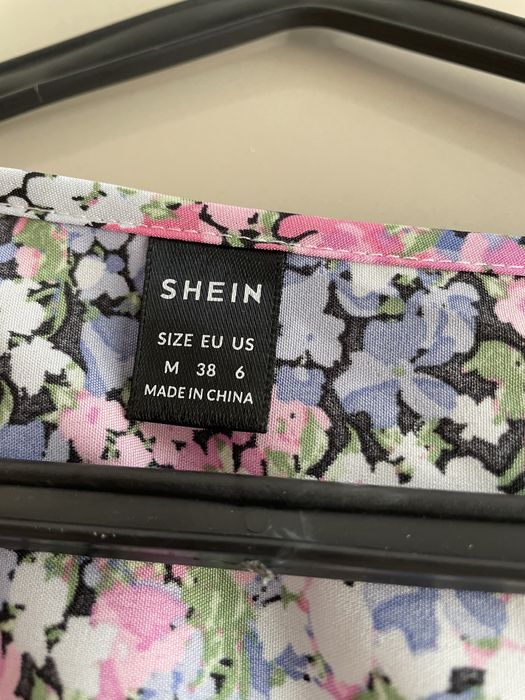 SHEIN
SIZE EU US
M 38 6
MADE IN CHINA